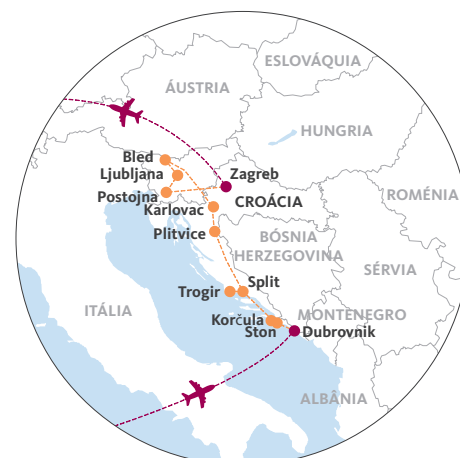 ESLOVÁQUIA
ÁUSTRIA
HUNGRIA
Bled
Ljubljana
Zagreb
Postojna
CROÁCIA
ROMÉNIA
Karlovac
Plitvice
BÓSNIA
HERZEGOVINA
SÉRVIA
Split
Trogir
ITÁLIA
MONTENEGRO
Korčula
Ston
Dubrovnik
ALBÂNIA